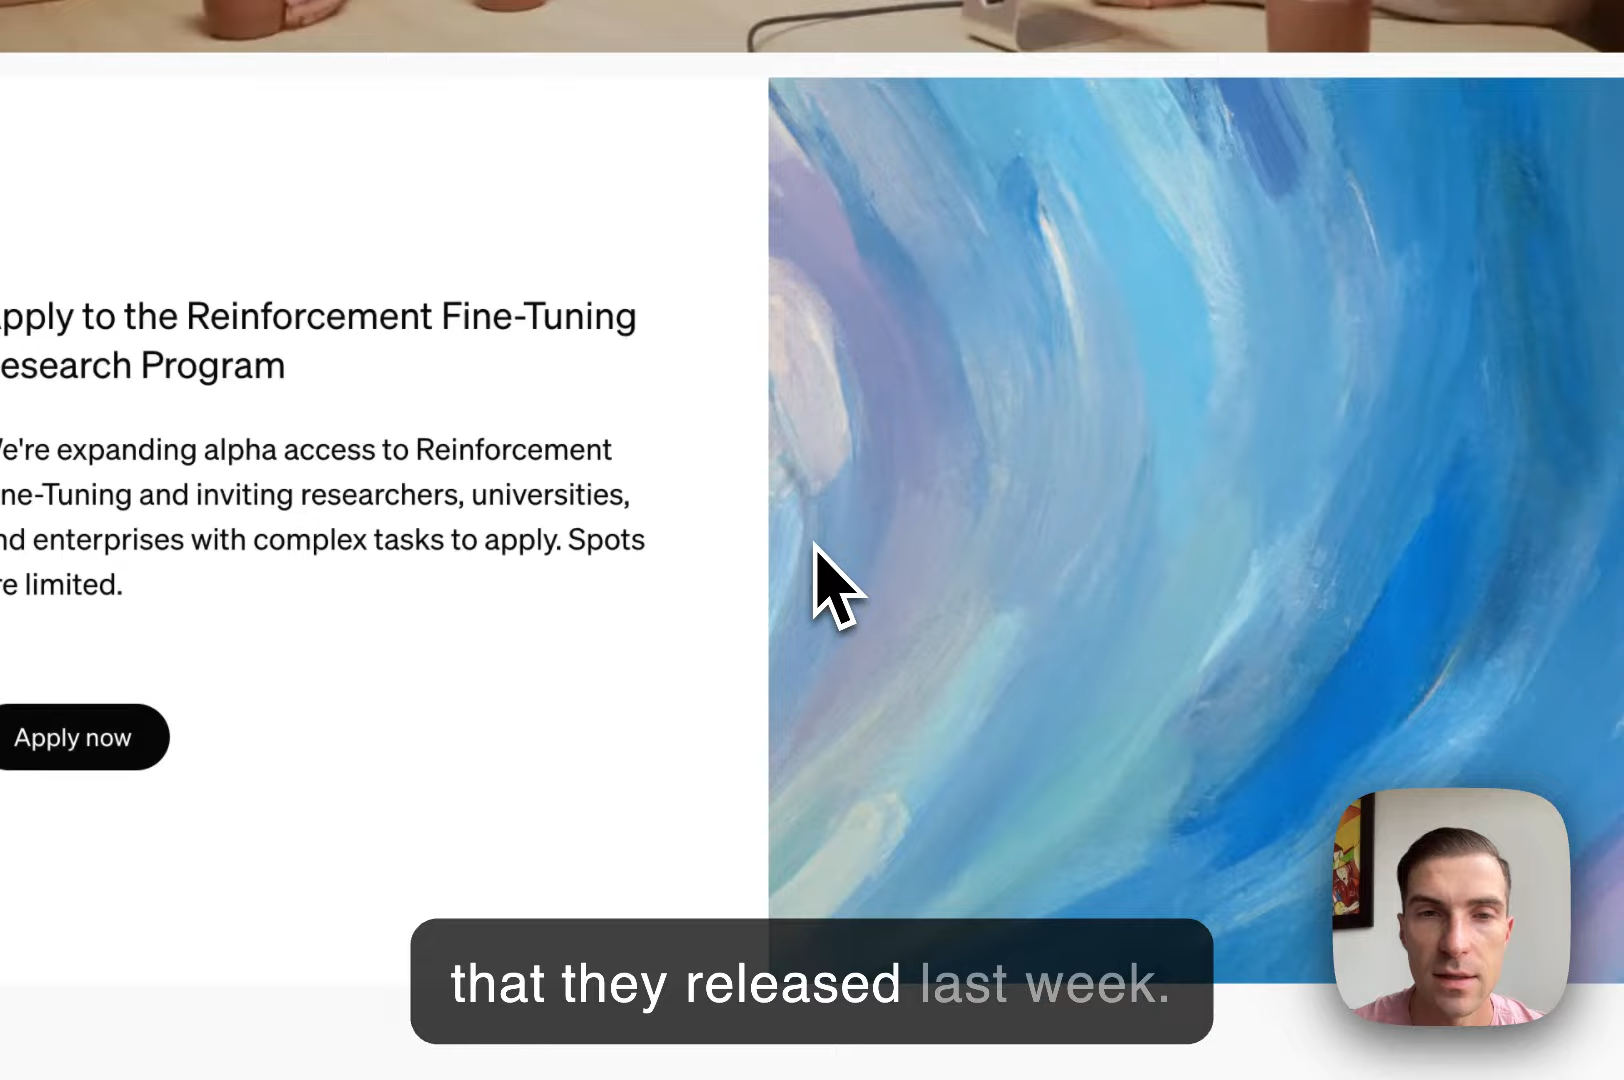 pply to the Reinforcement Fine-Tuning
esearch Program
e're expanding alpha access to Reinforcement
ne-Tuning and inviting researchers, universities,
nd enterprises with complex tasks to apply. Spots
re limited.
Apply now
that they released last week.